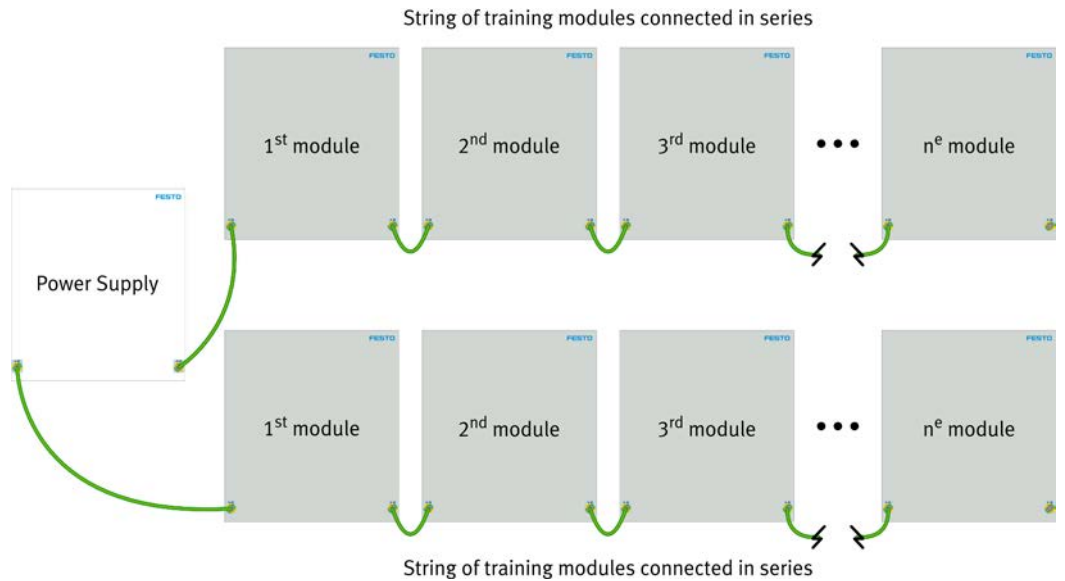 String of training modules connected in series
FESTO FESTO FESTO FESTO
1st module 2nd module 3rd module ••• ne module
FESTO
Power Supply
FESTO FESTO FESTO FESTO
1st module 2nd module 3rd module ••• ne module
String of training modules connected in series